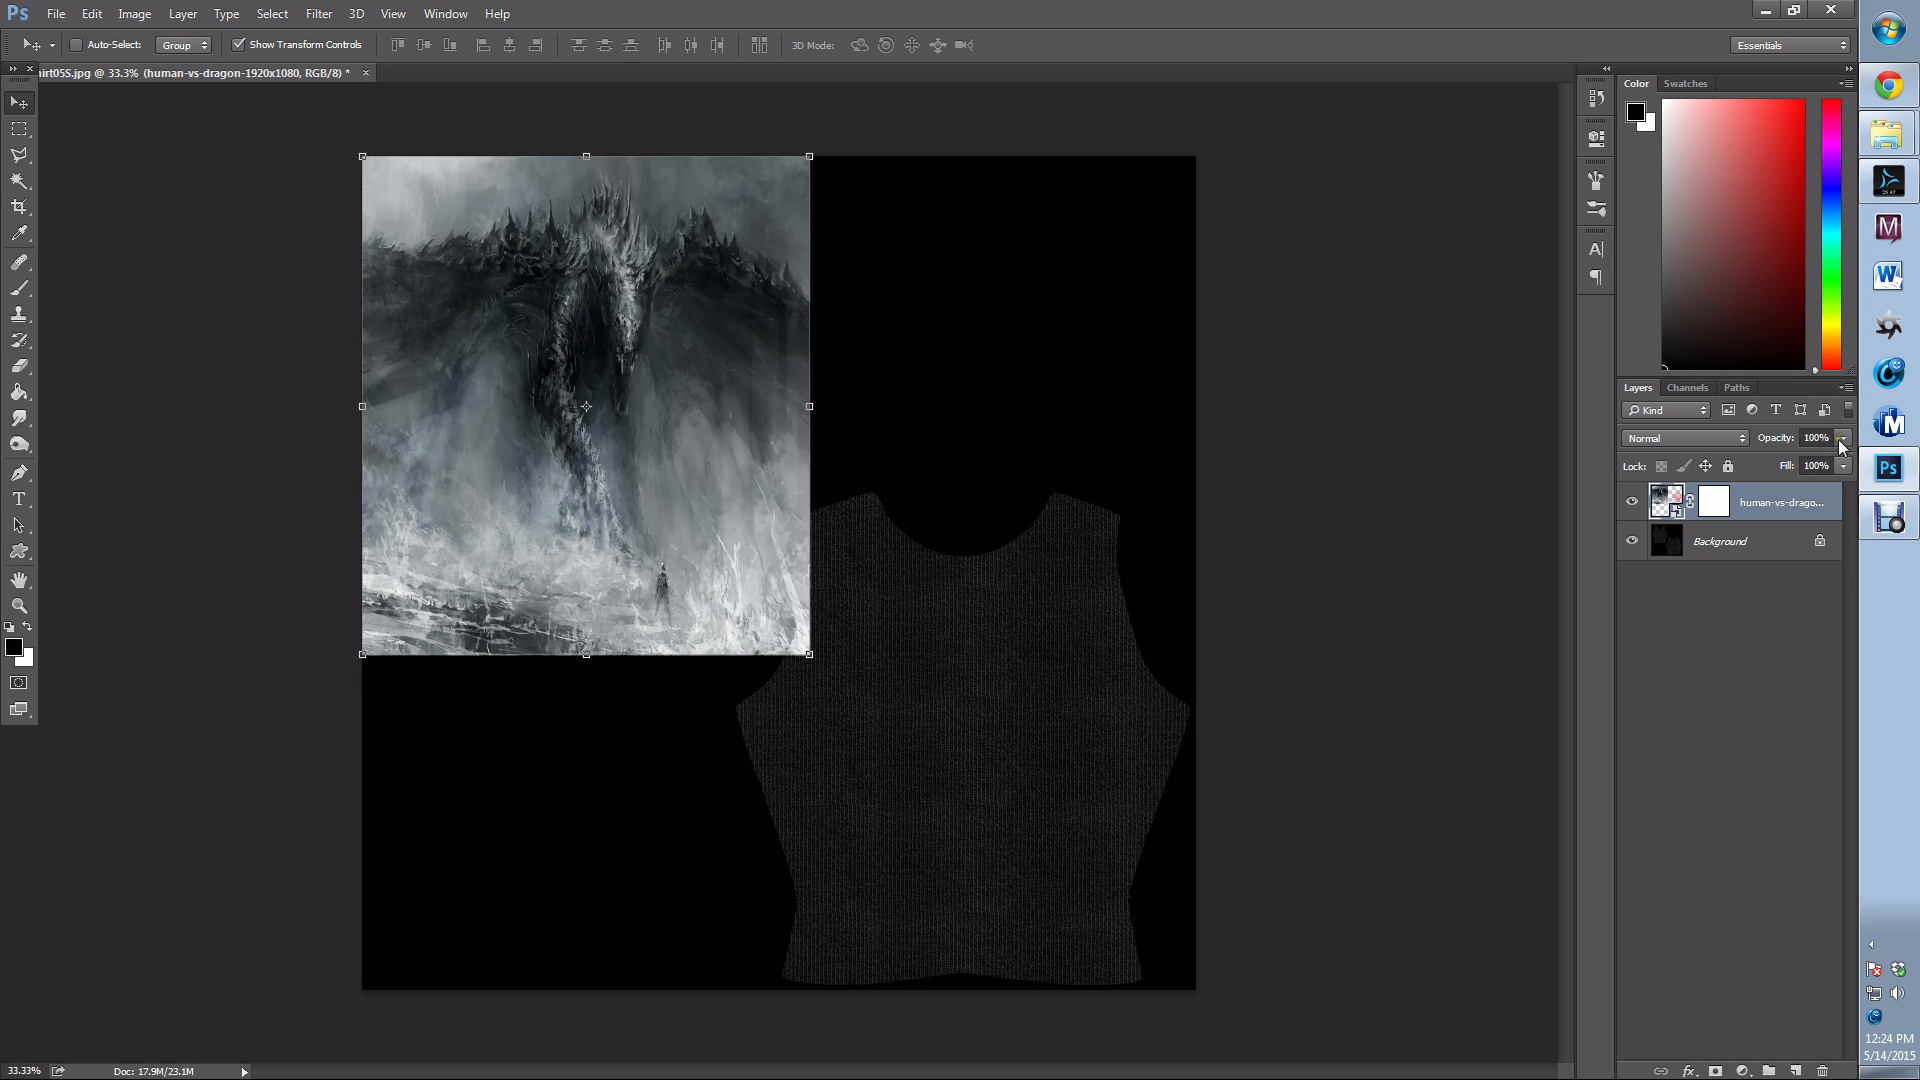 Ps File Edit Image Layer Type Select Filter 3D View Window Help
Auto-Select: Group Show Transform Controls 3D Mode: Essentials
hirt05S.jpg @ 33.3% (human-vs-dragon-1920x1080, RGB/8) * ×
Color Swatches
Layers Channels Paths
Kind
Normal Opacity: 100%
Lock: Fill: 100%
human-vs-drago...
Background
33.33% Doc: 17.9M/23.1M
12:24 PM
5/14/2015